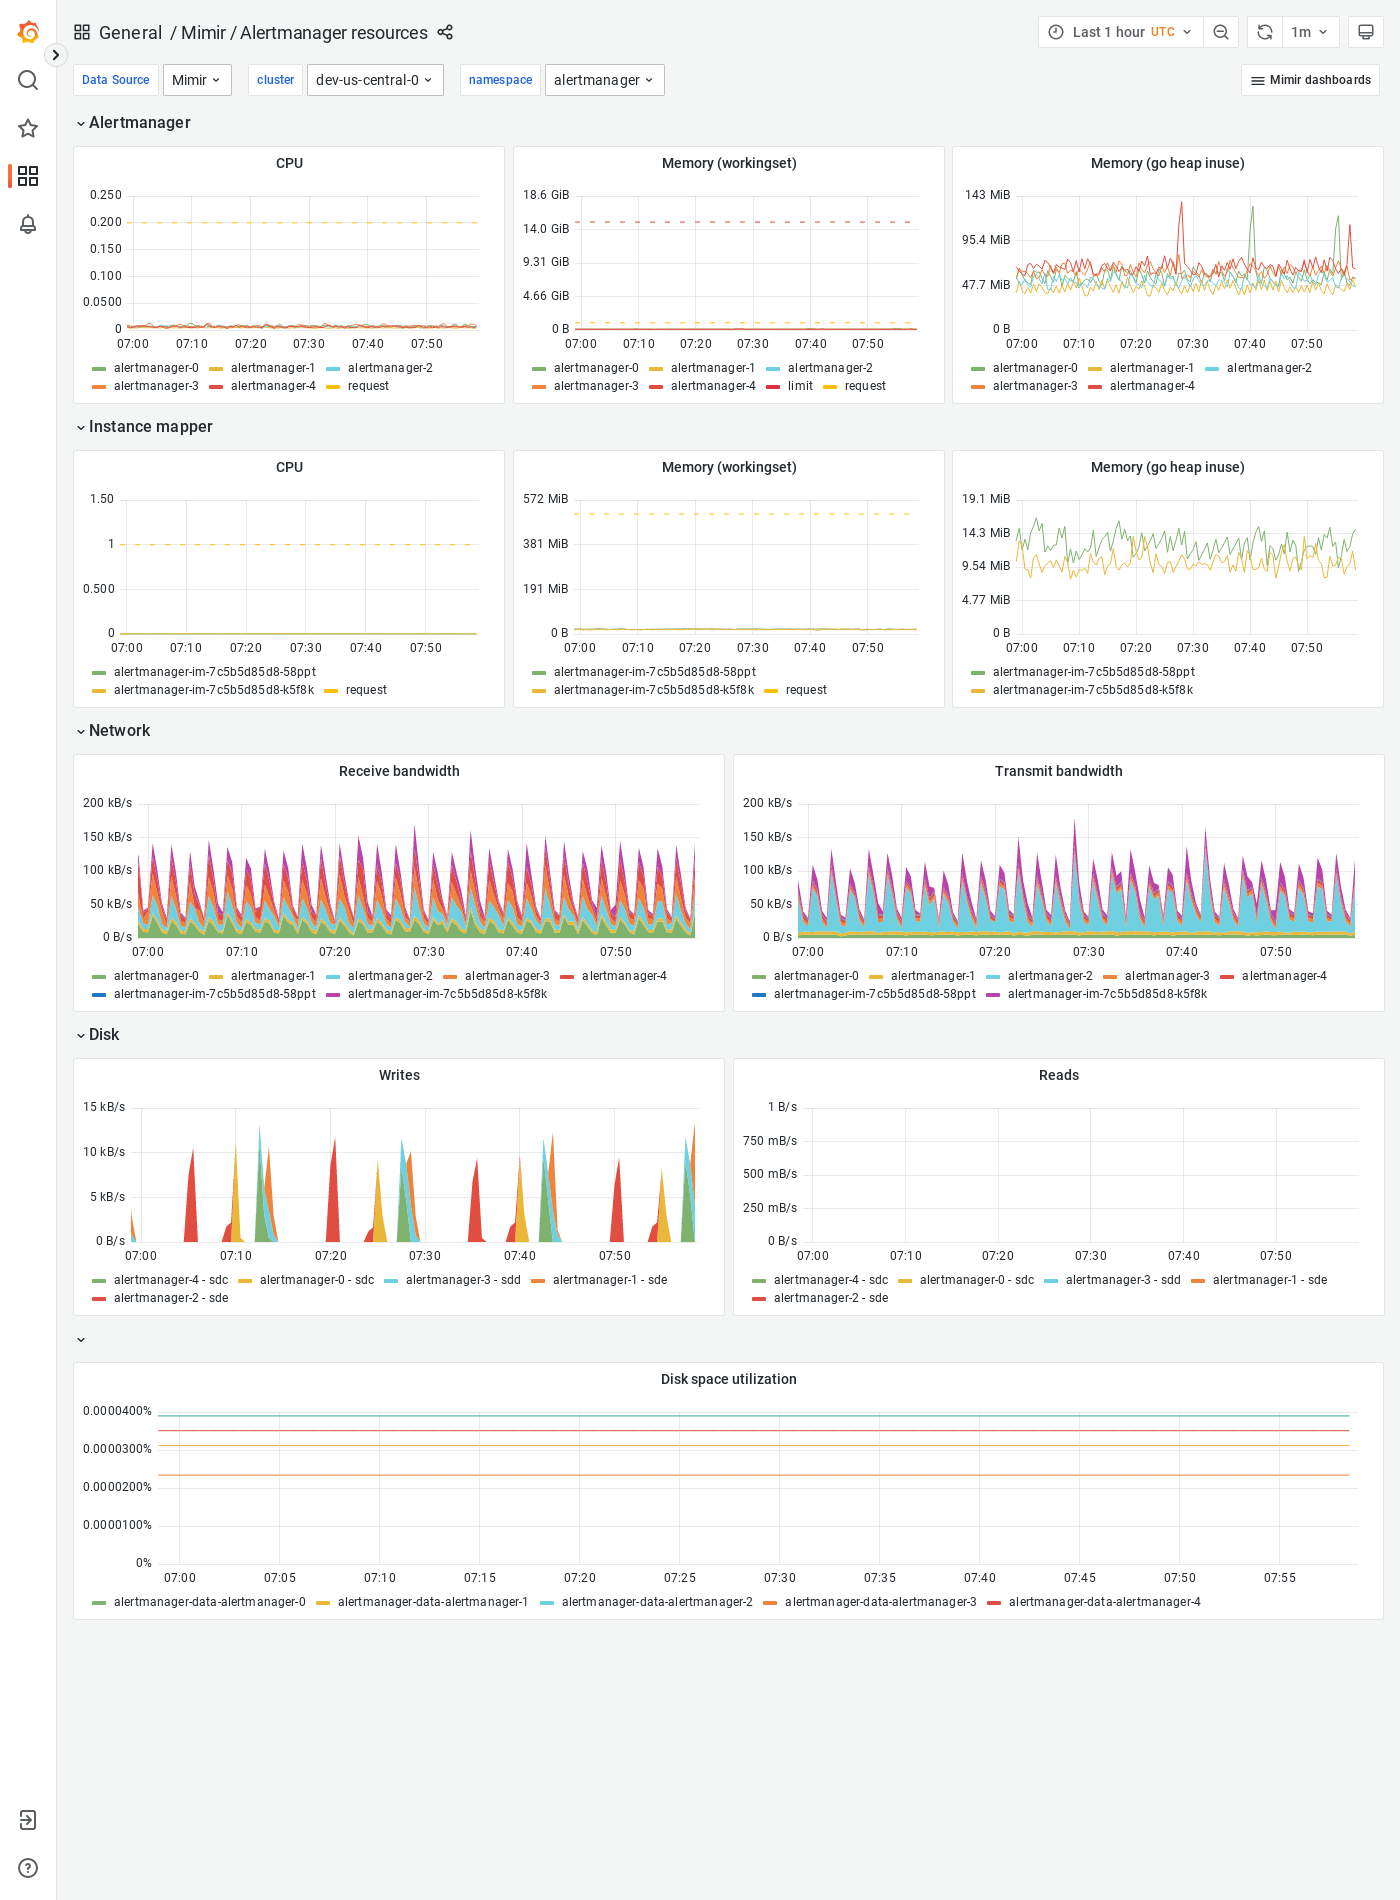 General / Mimir / Alertmanager resources
Last 1 hour UTC
1m
Data Source Mimir cluster dev-us-central-0 namespace alertmanager
Mimir dashboards
Alertmanager
CPU
0.250
0.200
0.150
0.100
0.0500
0
07:00 07:10 07:20 07:30 07:40 07:50
alertmanager-0 alertmanager-1 alertmanager-2
alertmanager-3 alertmanager-4 request
Memory (workingset)
18.6 GiB
14.0 GiB
9.31 GiB
4.66 GiB
0 B
07:00 07:10 07:20 07:30 07:40 07:50
alertmanager-0 alertmanager-1 alertmanager-2
alertmanager-3 alertmanager-4 limit request
Memory (go heap inuse)
143 MiB
95.4 MiB
47.7 MiB
0 B
07:00 07:10 07:20 07:30 07:40 07:50
alertmanager-0 alertmanager-1 alertmanager-2
alertmanager-3 alertmanager-4
Instance mapper
CPU
1.50
1
0.500
0
07:00 07:10 07:20 07:30 07:40 07:50
alertmanager-im-7c5b5d85d8-58ppt
alertmanager-im-7c5b5d85d8-k5f8k request
Memory (workingset)
572 MiB
381 MiB
191 MiB
0 B
07:00 07:10 07:20 07:30 07:40 07:50
alertmanager-im-7c5b5d85d8-58ppt
alertmanager-im-7c5b5d85d8-k5f8k request
Memory (go heap inuse)
19.1 MiB
14.3 MiB
9.54 MiB
4.77 MiB
0 B
07:00 07:10 07:20 07:30 07:40 07:50
alertmanager-im-7c5b5d85d8-58ppt
alertmanager-im-7c5b5d85d8-k5f8k
Network
Receive bandwidth
200 kB/s
150 kB/s
100 kB/s
50 kB/s
0 B/s
07:00 07:10 07:20 07:30 07:40 07:50
alertmanager-0 alertmanager-1 alertmanager-2 alertmanager-3 alertmanager-4
alertmanager-im-7c5b5d85d8-58ppt alertmanager-im-7c5b5d85d8-k5f8k
Transmit bandwidth
200 kB/s
150 kB/s
100 kB/s
50 kB/s
0 B/s
07:00 07:10 07:20 07:30 07:40 07:50
alertmanager-0 alertmanager-1 alertmanager-2 alertmanager-3 alertmanager-4
alertmanager-im-7c5b5d85d8-58ppt alertmanager-im-7c5b5d85d8-k5f8k
Disk
Writes
15 kB/s
10 kB/s
5 kB/s
0 B/s
07:00 07:10 07:20 07:30 07:40 07:50
alertmanager-4 - sdc alertmanager-0 - sdc alertmanager-3 - sdd alertmanager-1 - sde
alertmanager-2 - sde
Reads
1 B/s
750 mB/s
500 mB/s
250 mB/s
0 B/s
07:00 07:10 07:20 07:30 07:40 07:50
alertmanager-4 - sdc alertmanager-0 - sdc alertmanager-3 - sdd alertmanager-1 - sde
alertmanager-2 - sde
Disk space utilization
0.0000400%
0.0000300%
0.0000200%
0.0000100%
0%
07:00 07:05 07:10 07:15 07:20 07:25 07:30 07:35 07:40 07:45 07:50 07:55
alertmanager-data-alertmanager-0 alertmanager-data-alertmanager-1 alertmanager-data-alertmanager-2 alertmanager-data-alertmanager-3 alertmanager-data-alertmanager-4